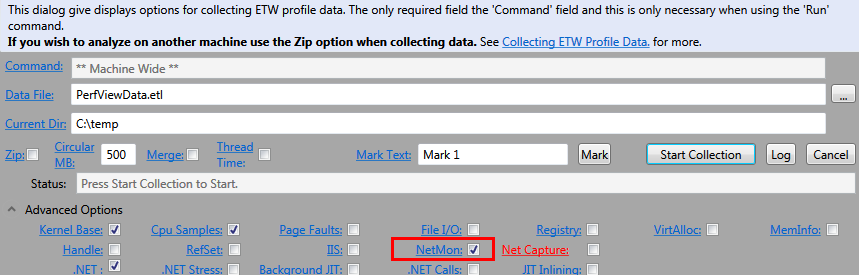 This dialog give displays options for collecting ETW profile data. The only required field the 'Command' field and this is only necessary when using the 'Run'
command.
If you wish to analyze on another machine use the Zip option when collecting data. See Collecting ETW Profile Data. for more.
Command: ** Machine Wide **
Data File: PerfViewData.etl ...
Current Dir: C:\temp
Zip: Circular MB: 500 Merge: Thread Time: Mark Text: Mark 1 Mark Start Collection Log Cancel
Status: Press Start Collection to Start.
Advanced Options
Kernel Base: Cpu Samples: Page Faults: File I/O: Registry: VirtAlloc: MemInfo:
Handle: RefSet: IIS: NetMon: Net Capture:
.NET : .NET Stress: Background JIT: .NET Calls: JIT Inlining: